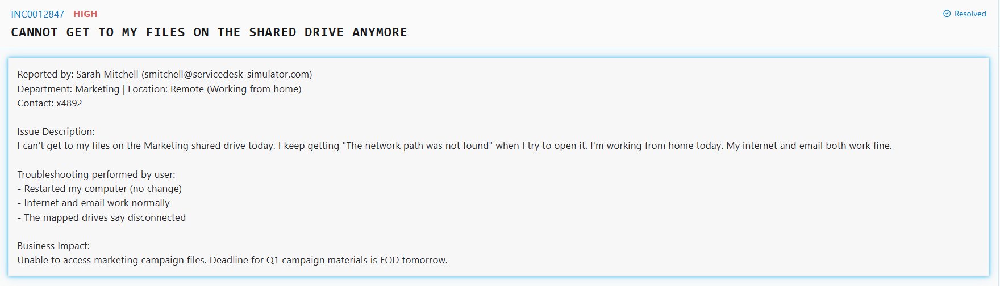 INC0012847 HIGH
Resolved
CANNOT GET TO MY FILES ON THE SHARED DRIVE ANYMORE
Reported by: Sarah Mitchell (smitchell@servicedesk-simulator.com)
Department: Marketing | Location: Remote (Working from home)
Contact: x4892
Issue Description:
I can't get to my files on the Marketing shared drive today. I keep getting "The network path was not found" when I try to open it. I'm working from home today. My internet and email both work fine.
Troubleshooting performed by user:
- Restarted my computer (no change)
- Internet and email work normally
- The mapped drives say disconnected
Business Impact:
Unable to access marketing campaign files. Deadline for Q1 campaign materials is EOD tomorrow.